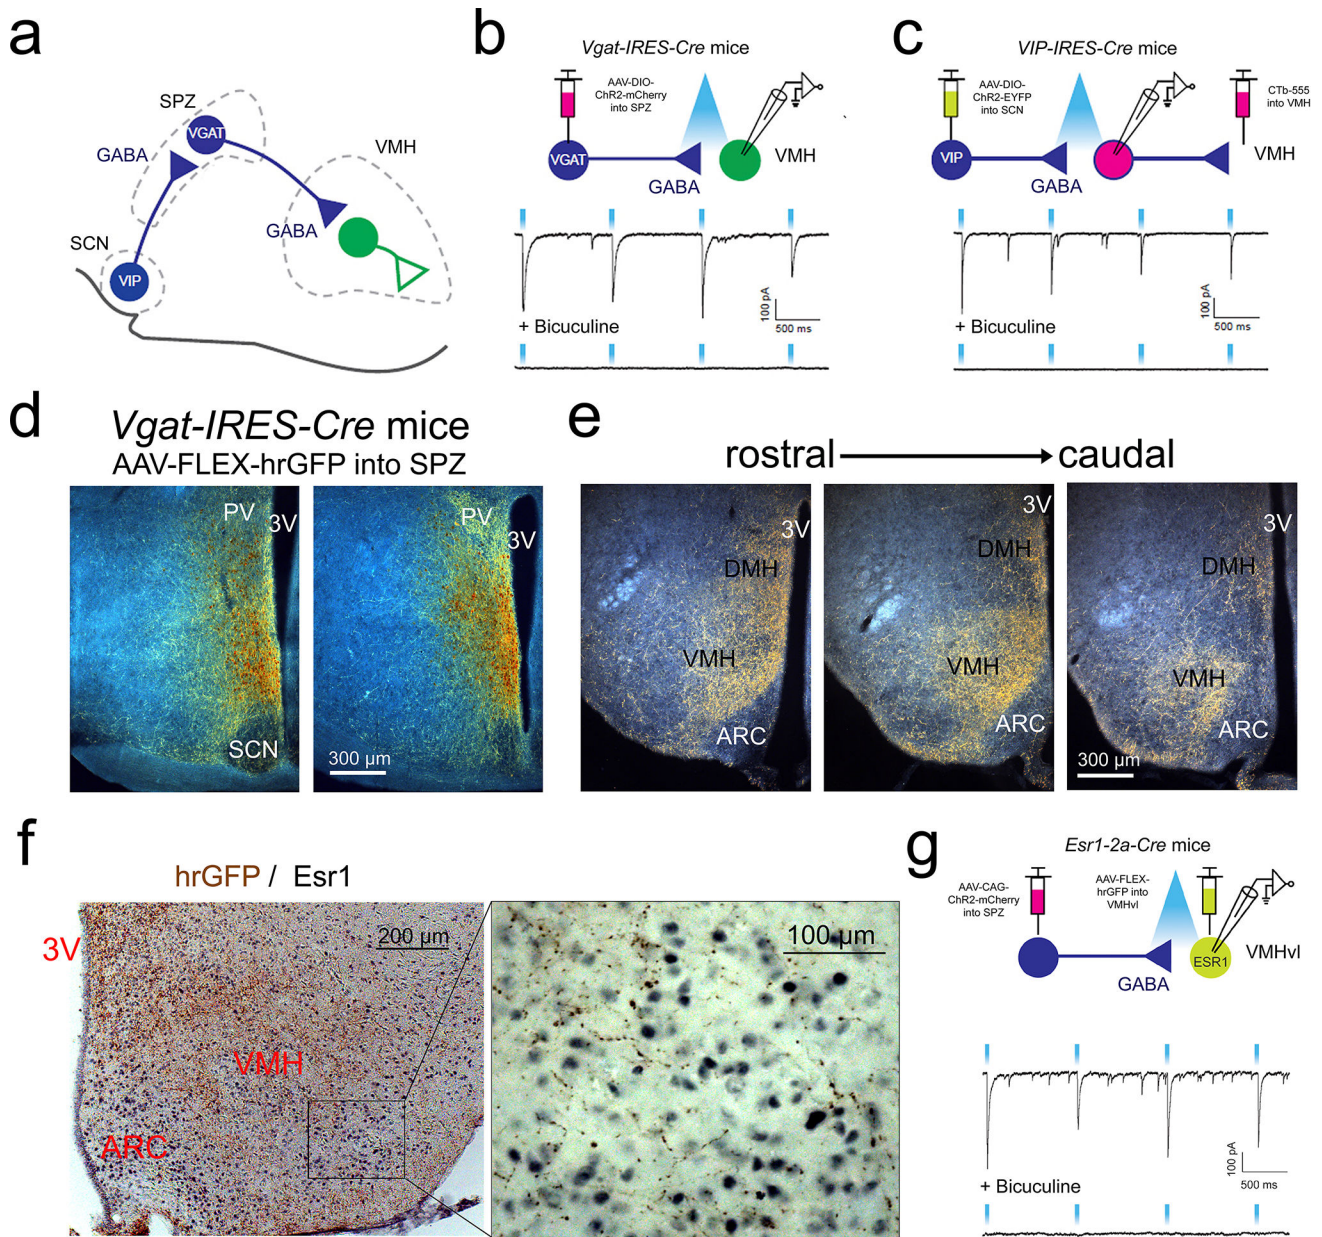 a
SPZ
VGAT
GABA
VMH
GABA
SCN
VIP
b
Vgat-IRES-Cre mice
AAV-DIO-
ChR2-mCherry
into SPZ
VGAT
VMH
GABA
100 pA
500 ms
+ Bicuculine
c
VIP-IRES-Cre mice
AAV-DIO-
ChR2-EYFP
into SCN
CTb-555
into VMH
VIP
VMH
GABA
100 pA
500 ms
+ Bicuculine
d
Vgat-IRES-Cre mice
AAV-FLEX-hrGFP into SPZ
PV
3V
SCN
PV
3V
300 µm
e
rostral
caudal
3V
DMH
VMH
ARC
3V
DMH
VMH
ARC
3V
DMH
VMH
ARC
300 µm
f
hrGFP / Esr1
3V
200 µm
VMH
ARC
100 µm
g
Esr1-2a-Cre mice
AAV-CAG-
ChR2-mCherry
into SPZ
AAV-FLEX-
hrGFP into
VMHvl
ESR1
VMHvl
GABA
100 pA
500 ms
+ Bicuculine